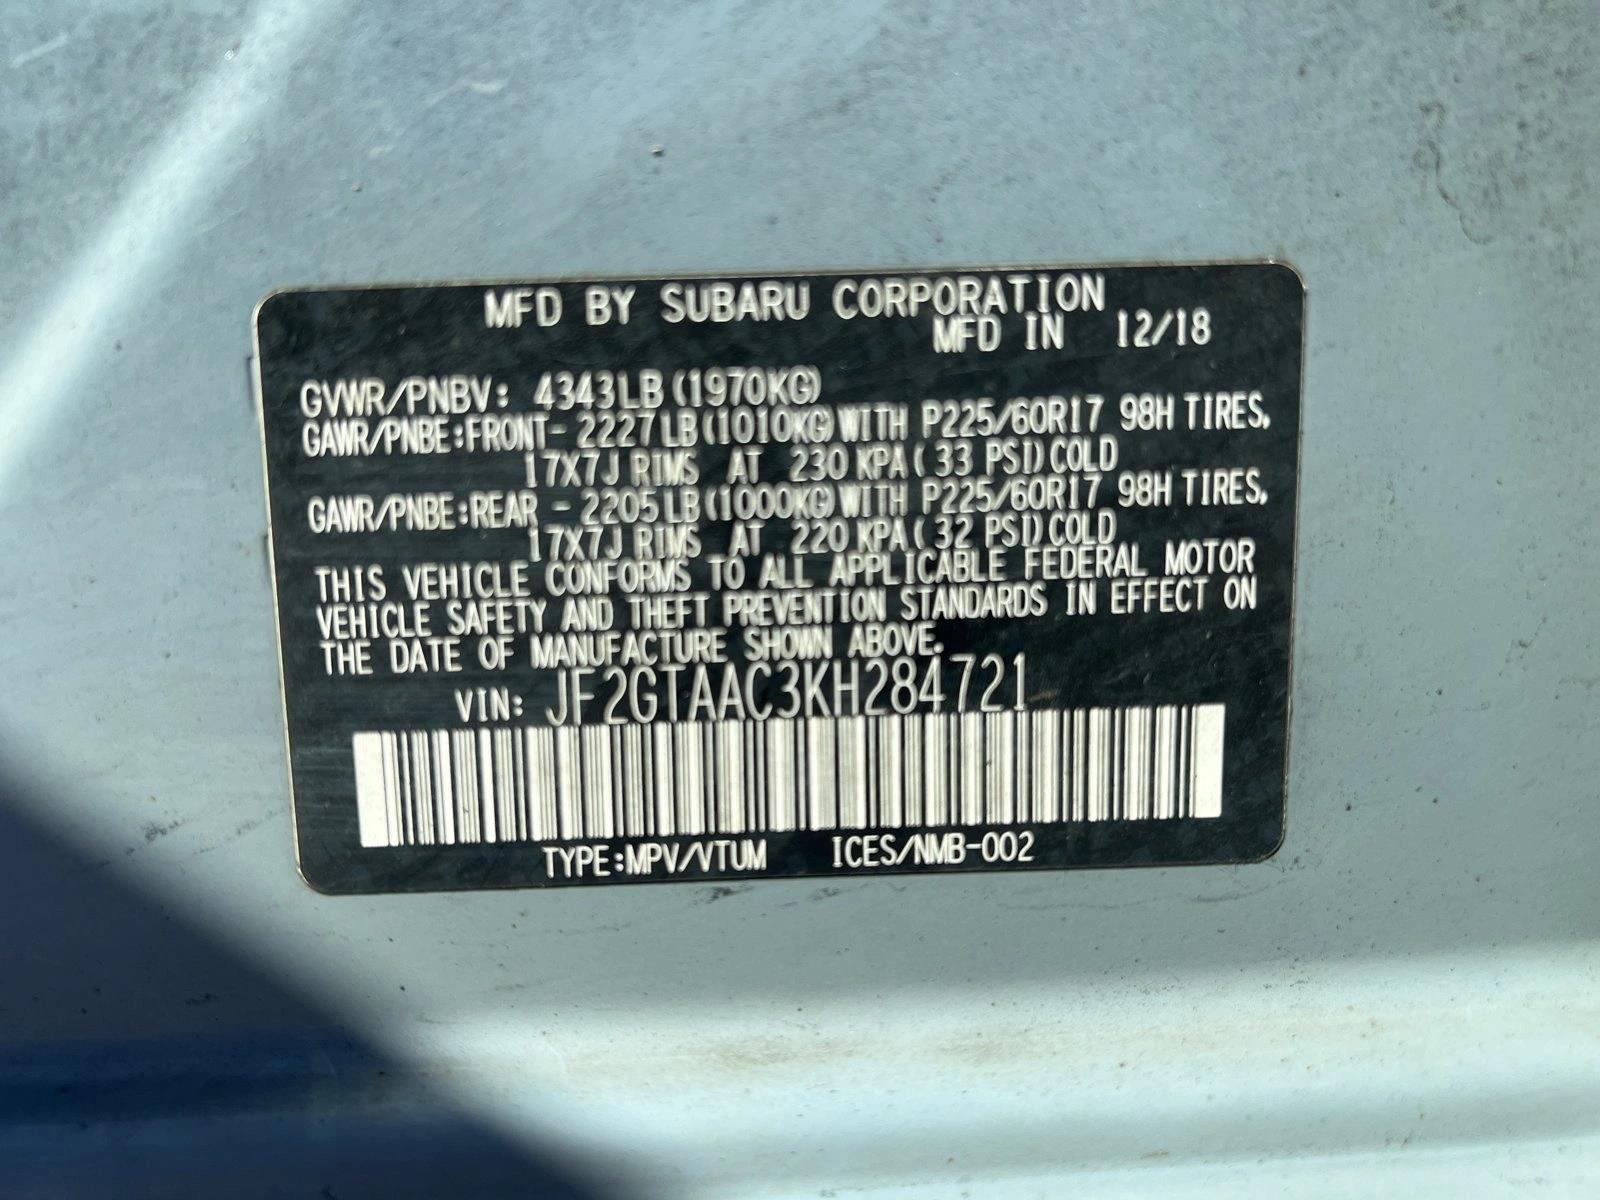 MFD BY SUBARU CORPORATION
MFD IN 12/18
GVWR/PNBV: 4343LB(1970KG)
GAWR/PNBE:FRONT- 2227LB(1010KG)WITH P225/60R17 98H TIRES,
17X7J RIMS AT 230 KPA( 33 PSI)COLD
GAWR/PNBE:REAR - 2205LB(1000KG)WITH P225/60R17 98H TIRES,
17X7J RIMS AT 220 KPA( 32 PSI)COLD
THIS VEHICLE CONFORMS TO ALL APPLICABLE FEDERAL MOTOR
VEHICLE SAFETY AND THEFT PREVENTION STANDARDS IN EFFECT ON
THE DATE OF MANUFACTURE SHOWN ABOVE.
VIN: JF2GTAAC3KH284721
TYPE:MPV/VTUM ICES/NMB-002